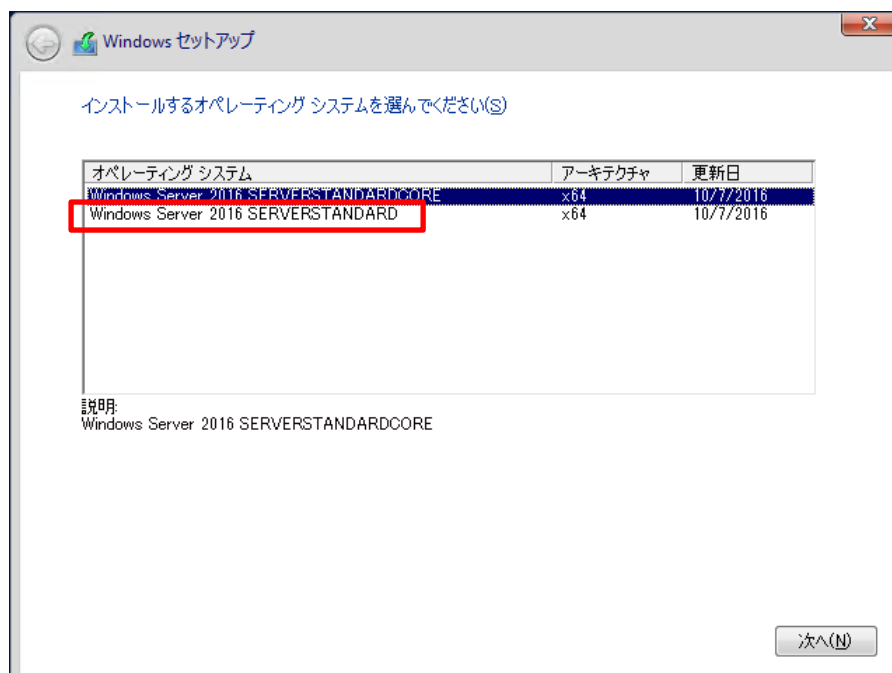 Windows セットアップ
インストールするオペレーティング システムを選んでください(S)
オペレーティング システム アーキテクチャ 更新日
Windows Server 2016 SERVERSTANDARDCORE x64 10/7/2016
Windows Server 2016 SERVERSTANDARD x64 10/7/2016
説明:
Windows Server 2016 SERVERSTANDARDCORE
次へ(N)